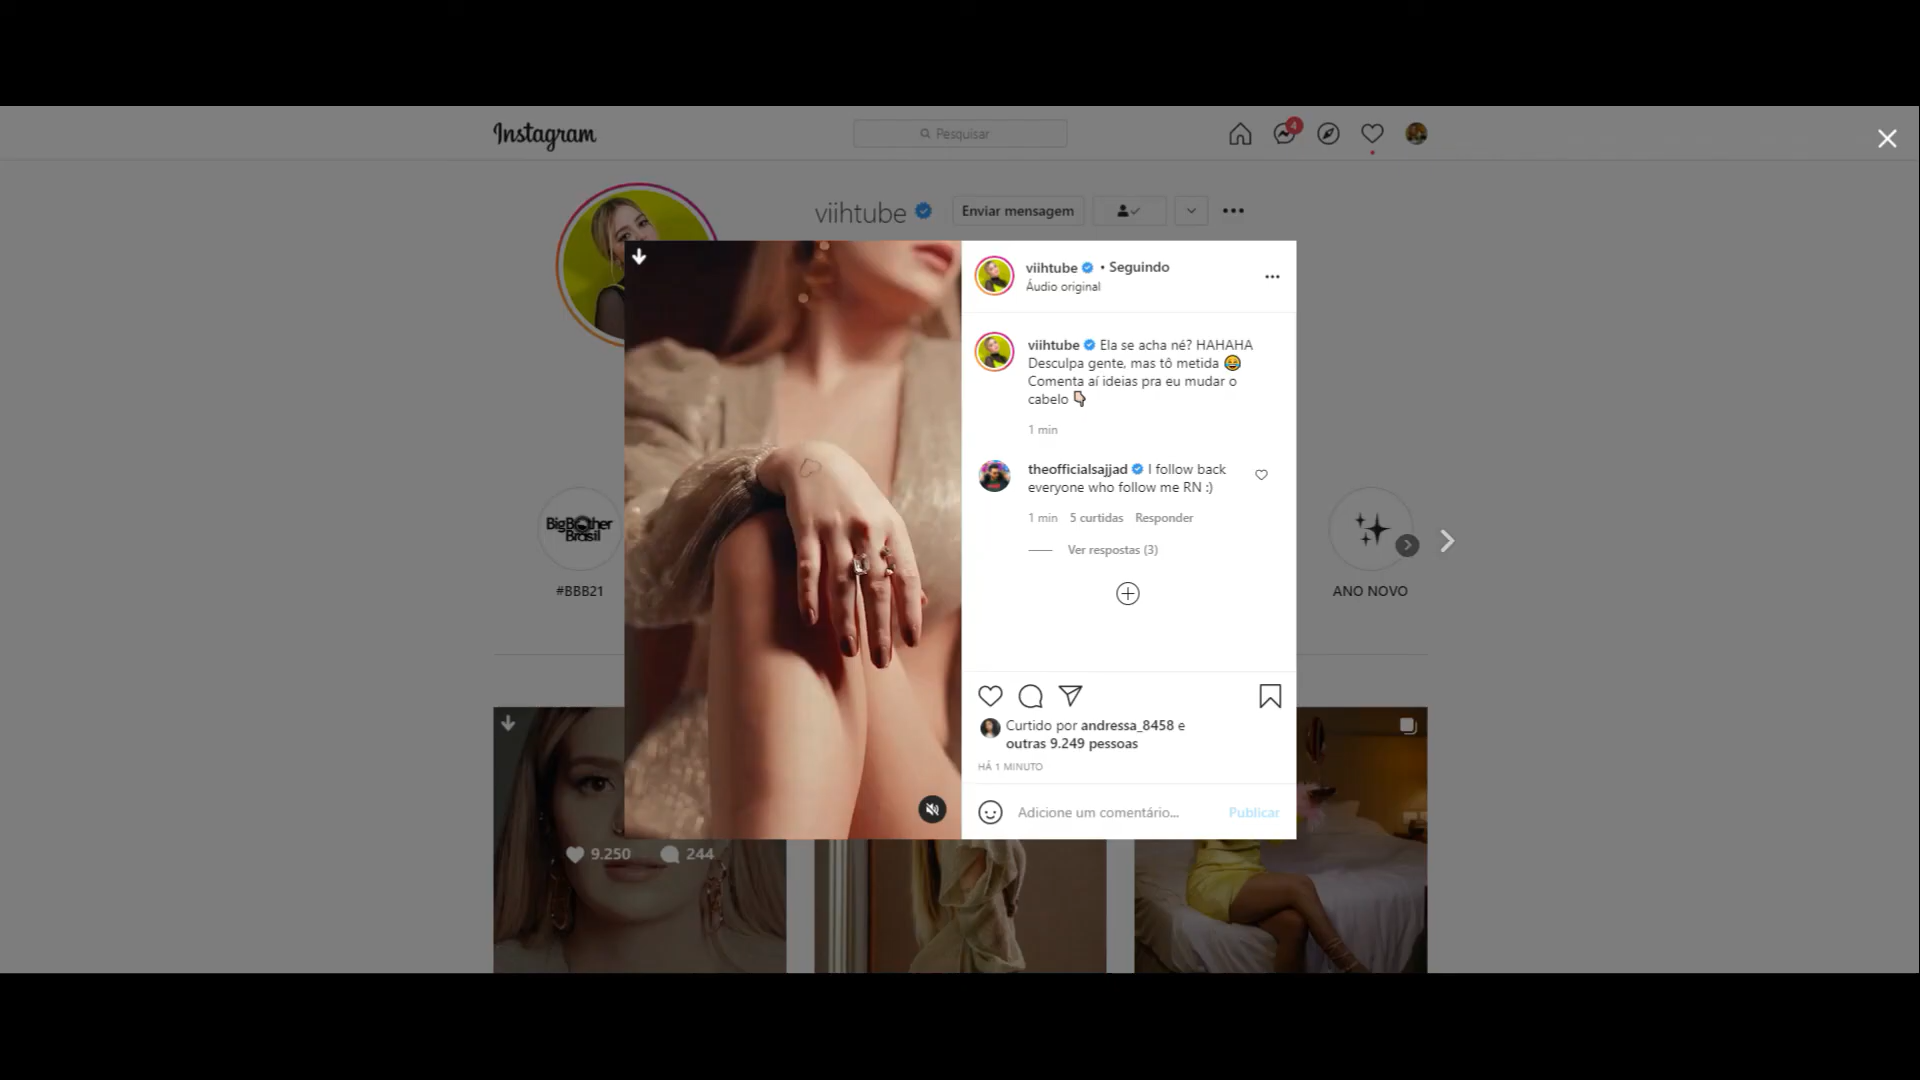 Instagram
Pesquisar
4
viihtube
Enviar mensagem
viihtube • Seguindo
Áudio original
viihtube Ela se acha né? HAHAHA
Desculpa gente, mas tô metida 😂
Comenta aí ideias pra eu mudar o
cabelo 👇🏻
1 min
theofficialsajjad I follow back
everyone who follow me RN :)
1 min 5 curtidas Responder
Ver respostas (3)
BigBrother
Brasil
#BBB21
ANO NOVO
Curtido por andressa_8458 e
outras 9.249 pessoas
HÁ 1 MINUTO
Adicione um comentário... Publicar
9.250 244